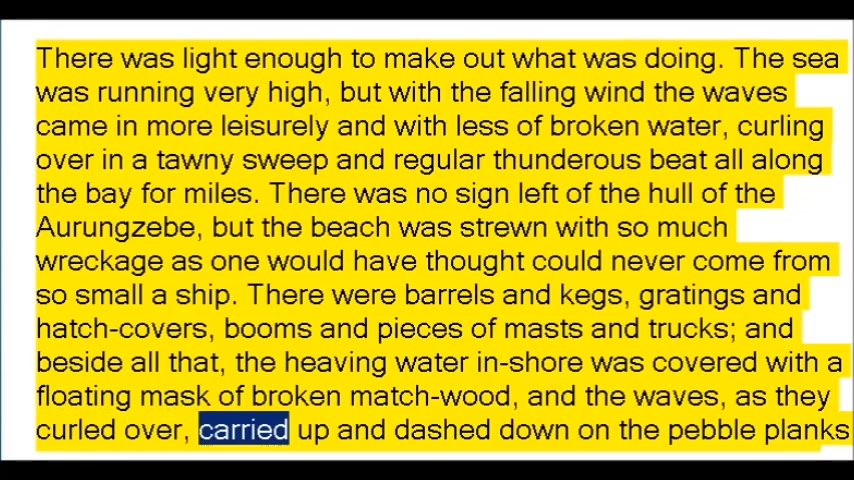 There was light enough to make out what was doing. The sea
was running very high, but with the falling wind the waves
came in more leisurely and with less of broken water, curling
over in a tawny sweep and regular thunderous beat all along
the bay for miles. There was no sign left of the hull of the
Aurungzebe, but the beach was strewn with so much
wreckage as one would have thought could never come from
so small a ship. There were barrels and kegs, gratings and
hatch-covers, booms and pieces of masts and trucks; and
beside all that, the heaving water in-shore was covered with a
floating mask of broken match-wood, and the waves, as they
curled over, carried up and dashed down on the pebble planks